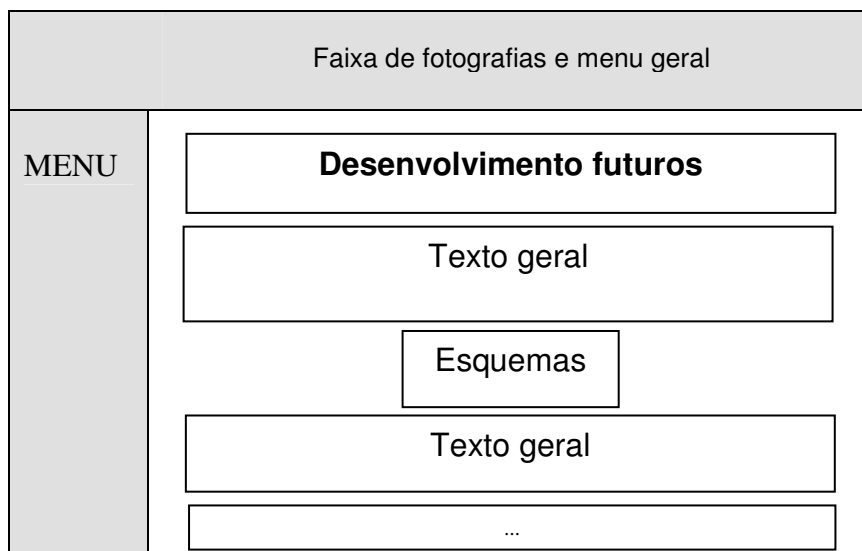 Faixa de fotografias e menu geral
MENU
Desenvolvimento futuros
Texto geral
Esquemas
Texto geral
...